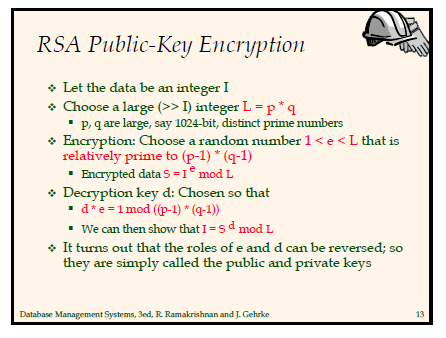 RSA Public-Key Encryption
❖ Let the data be an integer I
❖ Choose a large (>> I) integer L = p * q
▪ p, q are large, say 1024-bit, distinct prime numbers
❖ Encryption: Choose a random number 1 < e < L that is
relatively prime to (p-1) * (q-1)
▪ Encrypted data S = I^e mod L
❖ Decryption key d: Chosen so that
▪ d * e = 1 mod ((p-1) * (q-1))
▪ We can then show that I = S^d mod L
❖ It turns out that the roles of e and d can be reversed; so
they are simply called the public and private keys
Database Management Systems, 3ed, R. Ramakrishnan and J. Gehrke 13